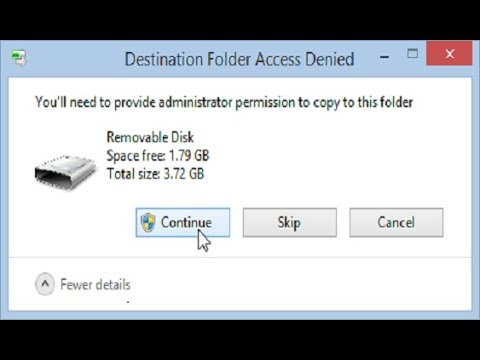 Destination Folder Access Denied
You'll need to provide administrator permission to copy to this folder
Removable Disk
Space free: 1.79 GB
Total size: 3.72 GB
Continue Skip Cancel
Fewer details